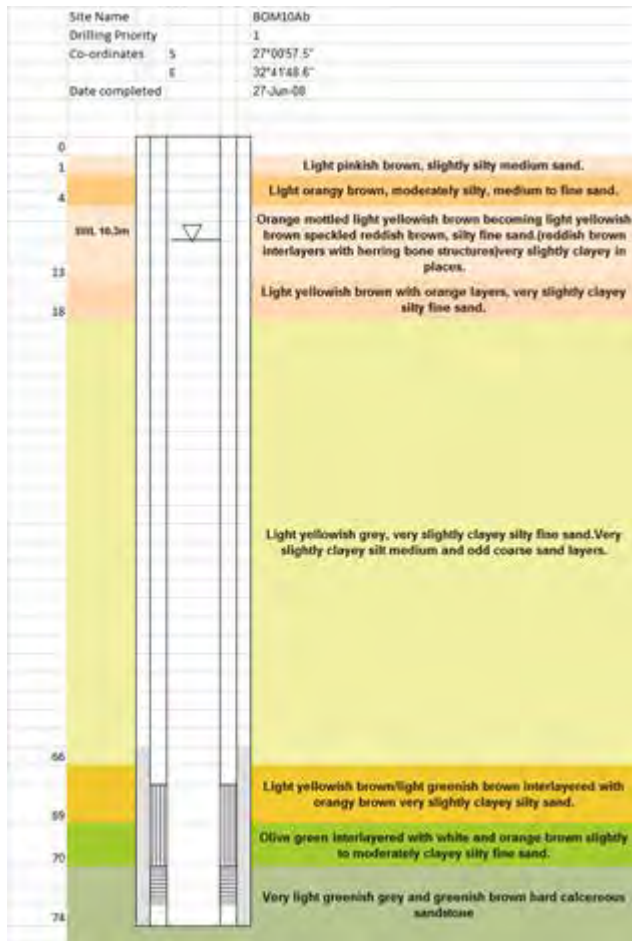 Site Name BOM10Ab
Drilling Priority 1
Co-ordinates S 27°00'57.5"
E 32°41'48.6"
Date completed 27-Jun-08
0
1
Light pinkish brown, slightly silty medium sand.
Light orangy brown, moderately silty, medium to fine sand.
4
Orange mottled light yellowish brown becoming light yellowish
brown speckled reddish brown, silty fine sand.(reddish brown
interlayers with herring bone structures)very slightly clayey in
places.
SWL 10.3m
13
Light yellowish brown with orange layers, very slightly clayey
silty fine sand.
18
Light yellowish grey, very slightly clayey silty fine sand.Very
slightly clayey silt medium and odd coarse sand layers.
66
Light yellowish brown/light greenish brown interlayered with
orangy brown very slightly clayey silty sand.
69
Olive green interlayered with white and orange brown slightly
to moderately clayey silty fine sand.
70
Very light greenish grey and greenish brown hard calcereous
sandstone
74